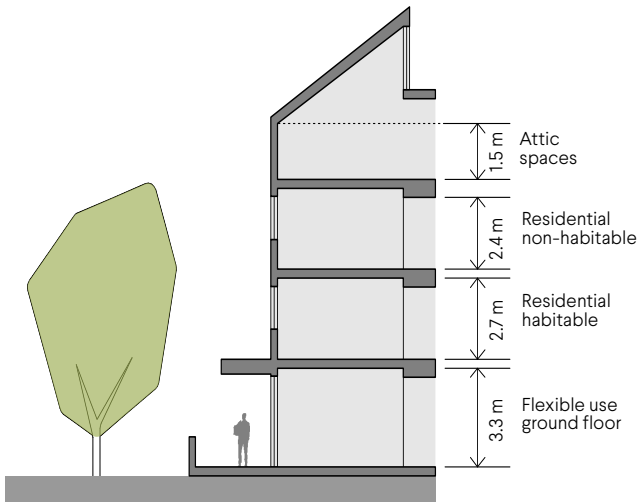 1.5 m
Attic
spaces
2.4 m
Residential
non-habitable
2.7 m
Residential
habitable
3.3 m
Flexible use
ground floor